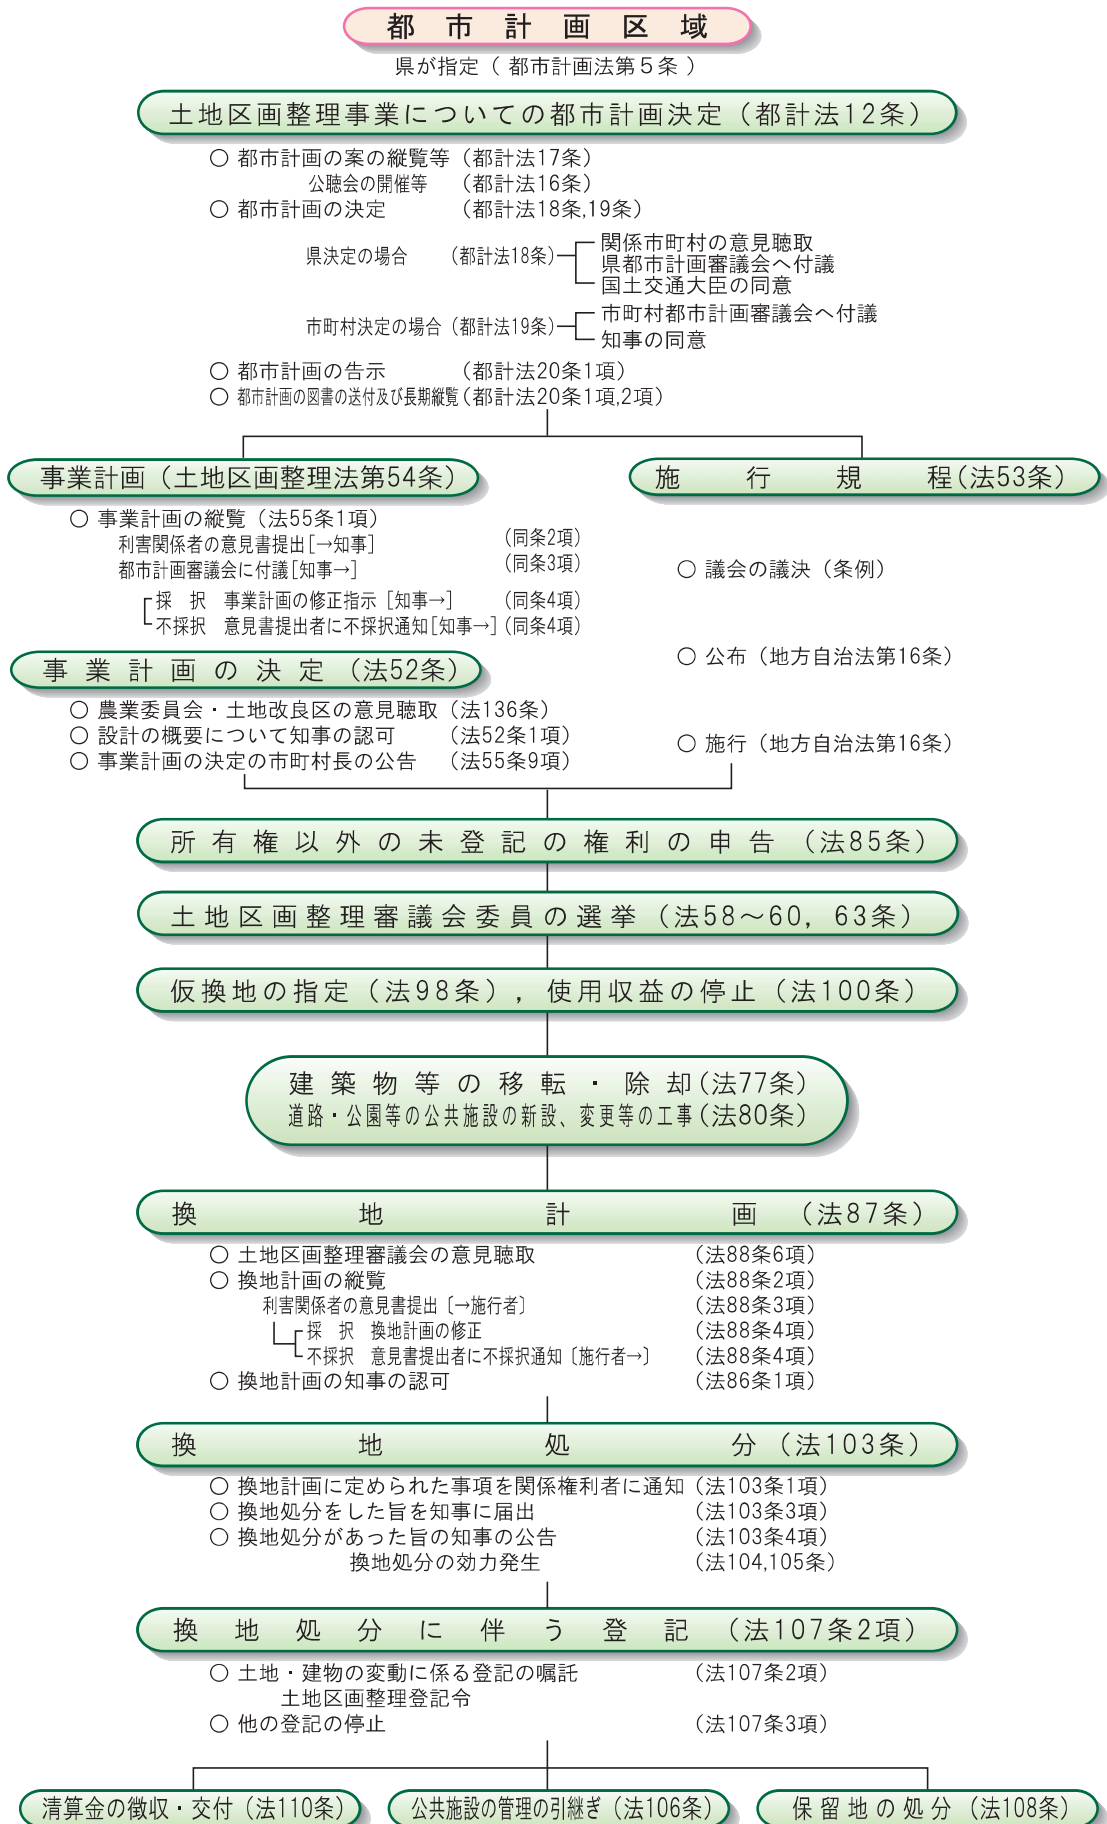 都市計画区域
県が指定（都市計画法第５条）
土地区画整理事業についての都市計画決定（都計法12条）
○ 都市計画の案の縦覧等（都計法17条）
公聴会の開催等（都計法16条）
○ 都市計画の決定（都計法18条,19条）
関係市町村の意見聴取
県決定の場合（都計法18条）
県都市計画審議会へ付議
国土交通大臣の同意
市町村都市計画審議会へ付議
市町村決定の場合（都計法19条）
知事の同意
○ 都市計画の告示（都計法20条1項）
○ 都市計画の図書の送付及び長期縦覧（都計法20条1項,2項）
事業計画（土地区画整理法第54条）
施行規程(法53条）
○ 事業計画の縦覧（法55条1項）
利害関係者の意見書提出［→知事］（同条2項）
都市計画審議会に付議［知事→］（同条3項）
○ 議会の議決（条例）
採　択　事業計画の修正指示［知事→］（同条4項）
不採択　意見書提出者に不採択通知［知事→］（同条4項）
○ 公布（地方自治法第16条）
事業計画の決定（法52条）
○ 農業委員会・土地改良区の意見聴取（法136条）
○ 設計の概要について知事の認可（法52条1項）
○ 施行（地方自治法第16条）
○ 事業計画の決定の市町村長の公告（法55条9項）
所有権以外の未登記の権利の申告（法85条）
土地区画整理審議会委員の選挙（法58～60，63条）
仮換地の指定（法98条），使用収益の停止（法100条）
建築物等の移転・除却(法77条）
道路・公園等の公共施設の新設、変更等の工事(法80条）
換地計画（法87条）
○ 土地区画整理審議会の意見聴取（法88条6項）
○ 換地計画の縦覧（法88条2項）
利害関係者の意見書提出〔→施行者〕（法88条3項）
採　択　換地計画の修正（法88条4項）
不採択　意見書提出者に不採択通知〔施行者→〕（法88条4項）
○ 換地計画の知事の認可（法86条1項）
換地処分（法103条）
○ 換地計画に定められた事項を関係権利者に通知（法103条1項）
○ 換地処分をした旨を知事に届出（法103条3項）
○ 換地処分があった旨の知事の公告（法103条4項）
換地処分の効力発生（法104,105条）
換地処分に伴う登記（法107条2項）
○ 土地・建物の変動に係る登記の嘱託（法107条2項）
土地区画整理登記令
○ 他の登記の停止（法107条3項）
清算金の徴収・交付（法110条）
公共施設の管理の引継ぎ（法106条）
保留地の処分（法108条）